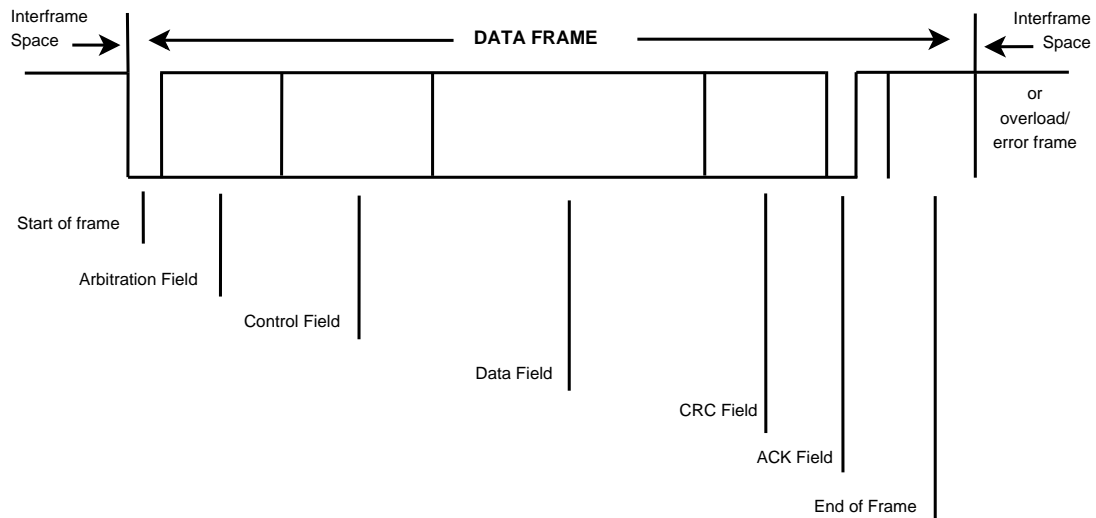 Interframe
Space
DATA FRAME
Interframe
Space
or
overload/
error frame
Start of frame
Arbitration Field
Control Field
Data Field
CRC Field
ACK Field
End of Frame